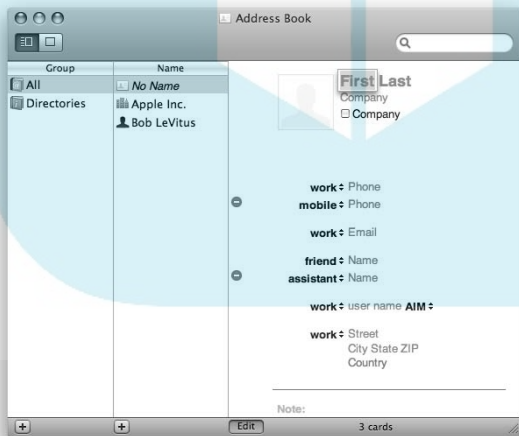 Address Book
Group
Name
All
Directories
No Name
Apple Inc.
Bob LeVitus
First Last
Company
Company
work Phone
mobile Phone
work Email
friend Name
assistant Name
work user name AIM
work Street
City State ZIP
Country
Note:
Edit
3 cards